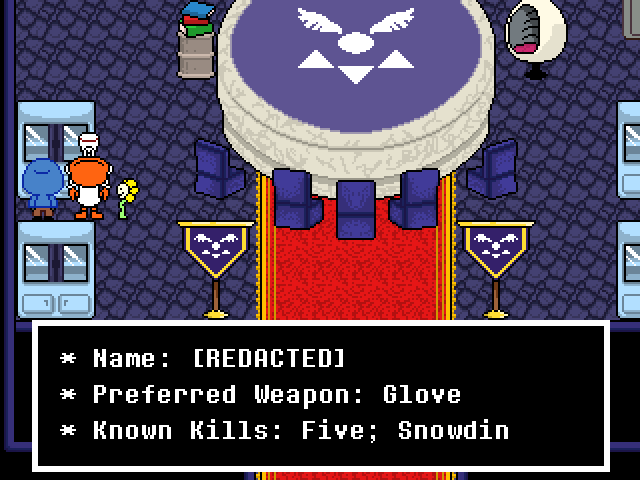 * Name: [REDACTED]
* Preferred Weapon: Glove
* Known Kills: Five; Snowdin